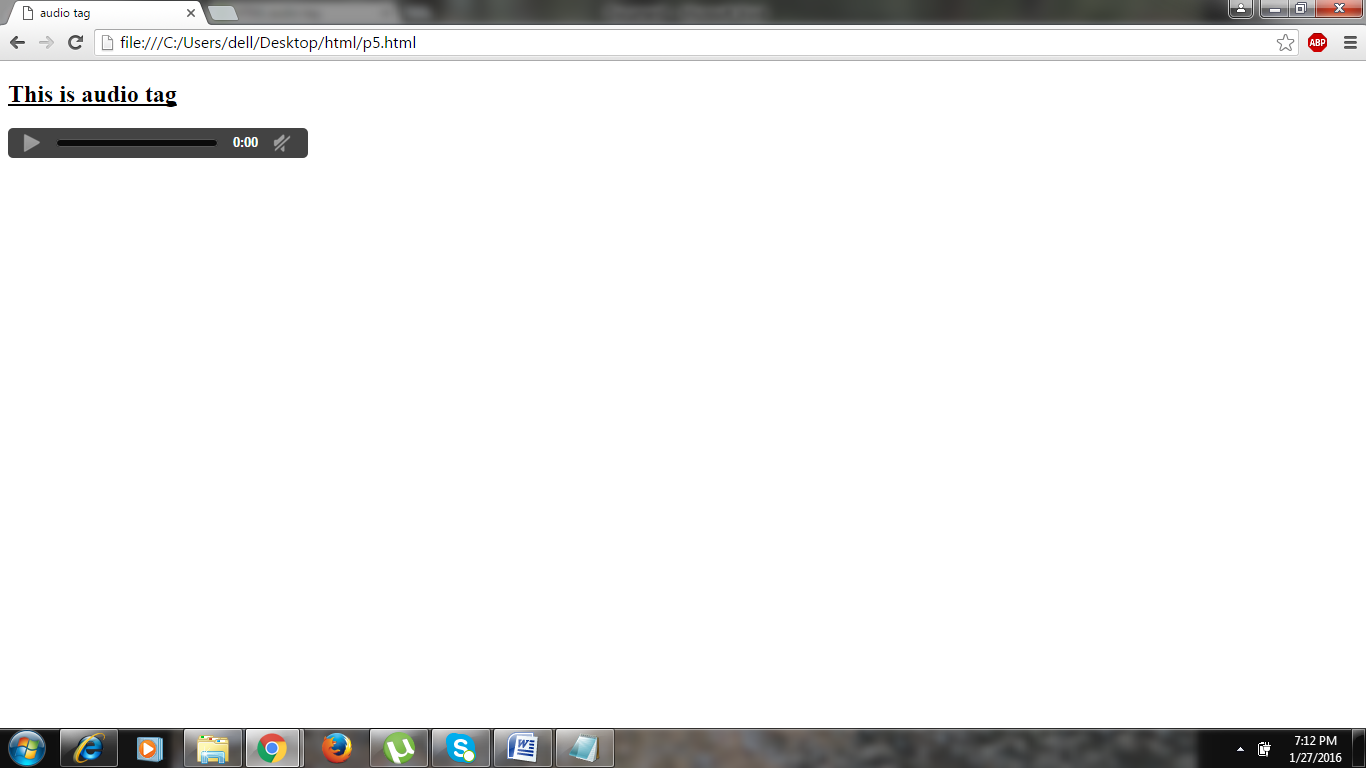 audio tag
file:///C:/Users/dell/Desktop/html/p5.html
ABP
This is audio tag
0:00
7:12 PM
1/27/2016